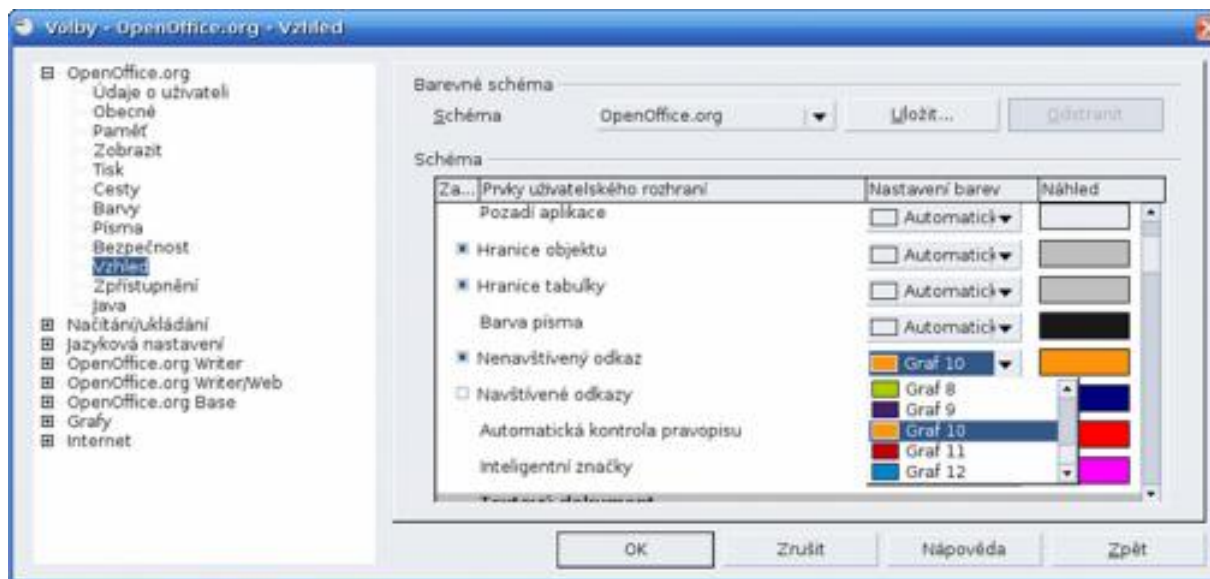 Volby - OpenOffice.org - Vzhled
OpenOffice.org
Údaje o uživateli
Obecné
Paměť
Zobrazit
Tisk
Cesty
Barvy
Písma
Bezpečnost
Vzhled
Zpřístupnění
Java
Načítání/ukládání
Jazyková nastavení
OpenOffice.org Writer
OpenOffice.org Writer/Web
OpenOffice.org Base
Grafy
Internet
Barevné schéma
Schéma OpenOffice.org Uložit... Odstranit
Schéma
Za... Prvky uživatelského rozhraní Nastavení barev Náhled
Pozadí aplikace Automatick
Hranice objektu Automatick
Hranice tabulky Automatick
Barva písma Automatick
Nenavštívený odkaz Graf 10
Navštívené odkazy
Graf 8
Graf 9
Automatická kontrola pravopisu Graf 10
Graf 11
Inteligentní značky Graf 12
Textový dokument
OK Zrušit Nápověda Zpět